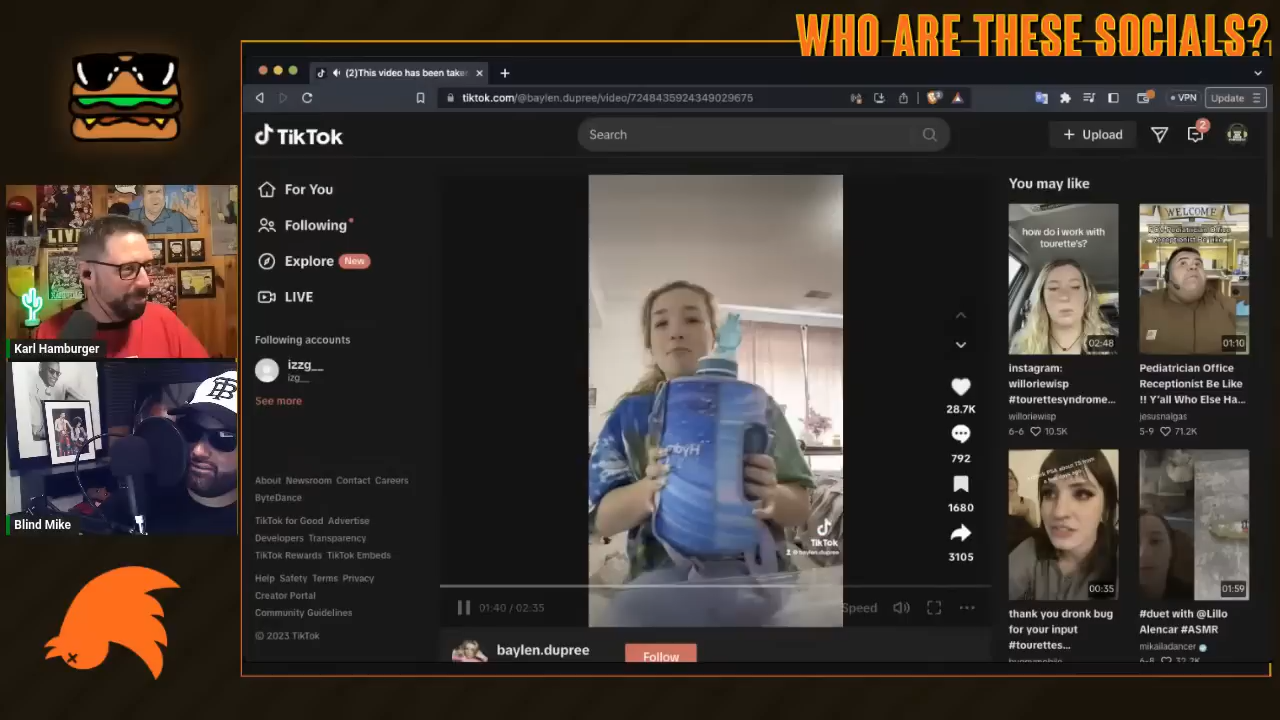 WHO ARE THESE SOCIALS?
(2)This video has been take
tiktok.com/@baylen.dupree/video/7248435924349029675
VPN
Update
TikTok
Search
+ Upload
2
For You
Following
Explore New
LIVE
Following accounts
izzg__
izg__
See more
About Newsroom Contact Careers
ByteDance
TikTok for Good Advertise
Developers Transparency
TikTok Rewards TikTok Embeds
Help Safety Terms Privacy
Creator Portal
Community Guidelines
© 2023 TikTok
Karl Hamburger
Blind Mike
LIVE
TikTok
@baylen.dupree
28.7K
792
1680
3105
01:40 / 02:35
Speed
baylen.dupree
Follow
You may like
how do i work with
tourette's?
02:48
instagram:
willoriewisp
#tourettesyndrome...
willoriewisp
6-6 10.5K
WELCOME
01:10
Pediatrician Office
Receptionist Be Like
!! Y'all Who Else Ha...
jesusnalgas
5-9 71.2K
00:35
thank you dronk bug
for your input
#tourettes...
01:59
#duet with @Lillo
Alencar #ASMR
mikailadancer